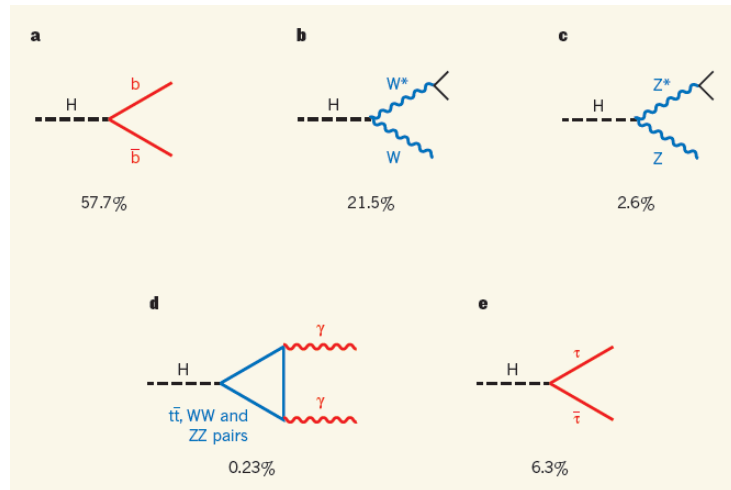 a
b
c
H
b
b̄
H
W*
W
H
Z*
Z
57.7%
21.5%
2.6%
d
e
H
γ
γ
tt̄, WW and
ZZ pairs
H
τ
τ̄
0.23%
6.3%